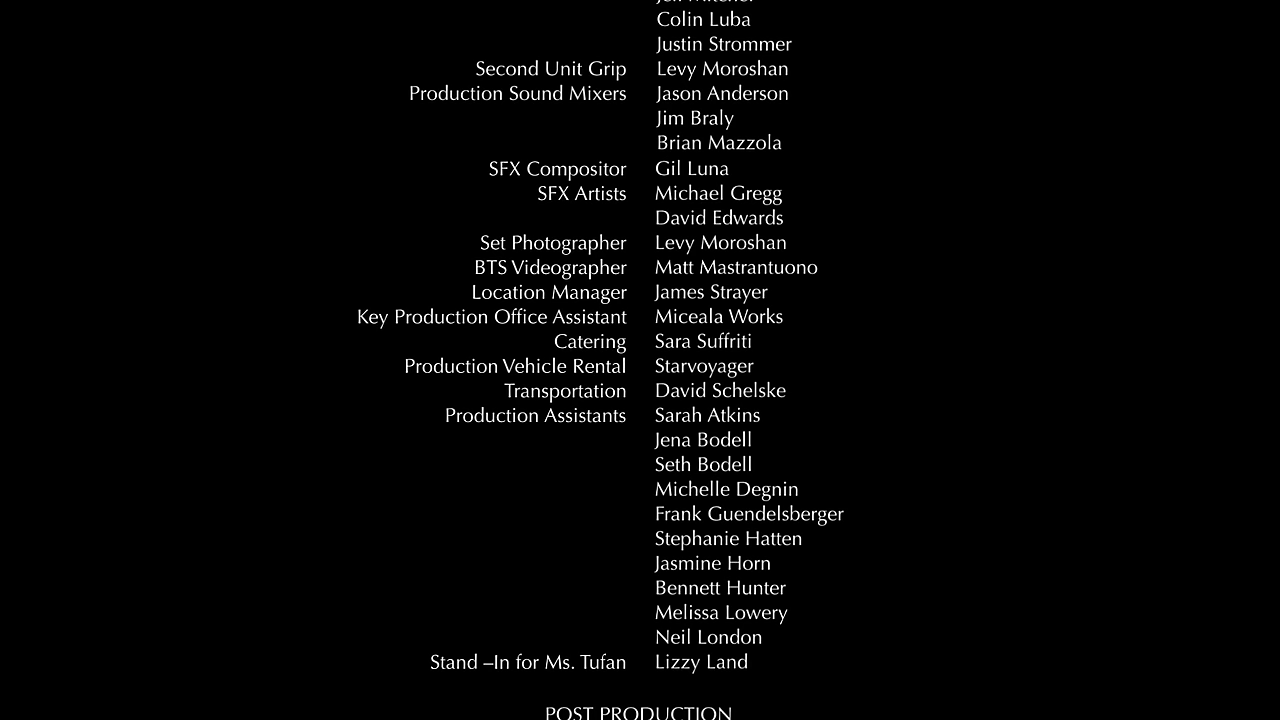 Colin Luba
Justin Strommer
Second Unit Grip Levy Moroshan
Production Sound Mixers Jason Anderson
Jim Braly
Brian Mazzola
SFX Compositor Gil Luna
SFX Artists Michael Gregg
David Edwards
Set Photographer Levy Moroshan
BTS Videographer Matt Mastrantuono
Location Manager James Strayer
Key Production Office Assistant Miceala Works
Catering Sara Suffriti
Production Vehicle Rental Starvoyager
Transportation David Schelske
Production Assistants Sarah Atkins
Jena Bodell
Seth Bodell
Michelle Degnin
Frank Guendelsberger
Stephanie Hatten
Jasmine Horn
Bennett Hunter
Melissa Lowery
Neil London
Stand –In for Ms. Tufan Lizzy Land
POST PRODUCTION